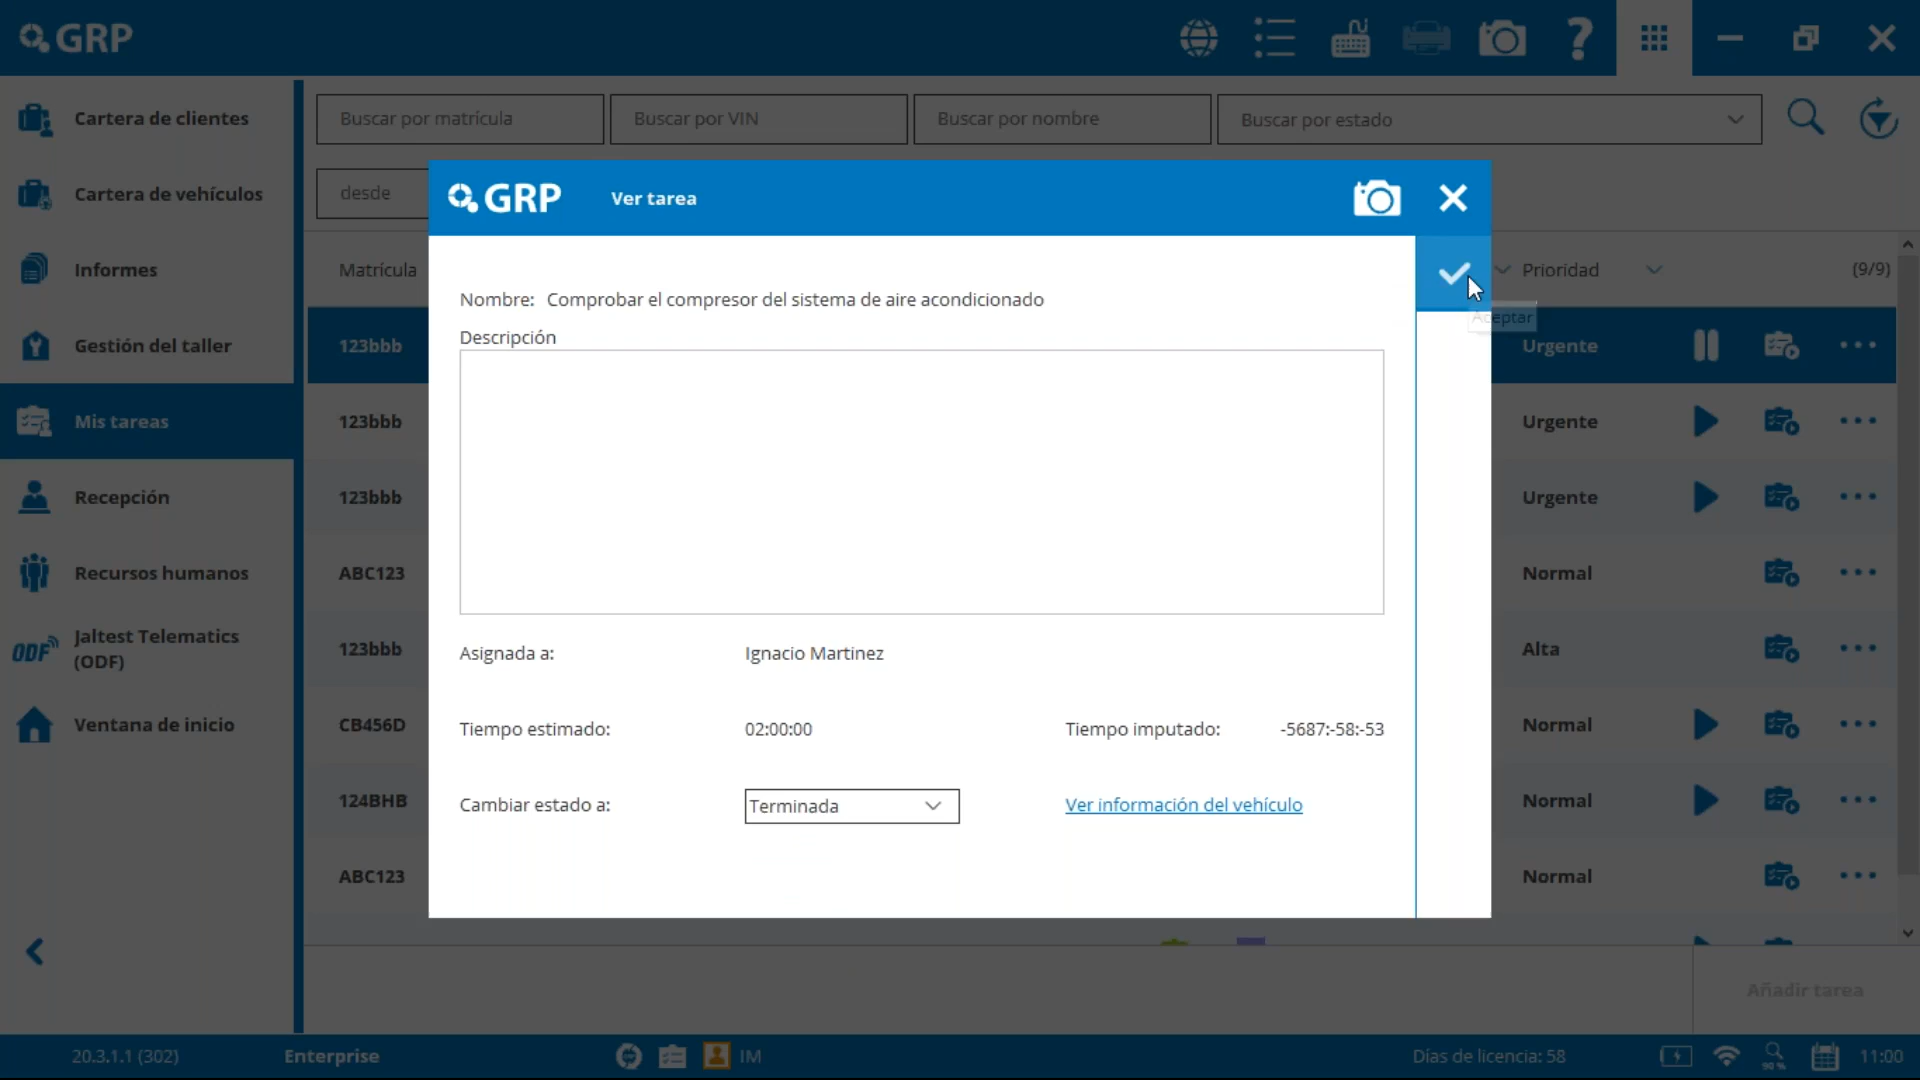 GRP
Cartera de clientes
Cartera de vehículos
Informes
Gestión del taller
Mis tareas
Recepción
Recursos humanos
Jaltest Telematics
(ODF)
ODF
Ventana de inicio
Buscar por matrícula
Buscar por VIN
Buscar por nombre
Buscar por estado
desde
Matrícula
Prioridad
(9/9)
123bbb
Urgente
123bbb
Urgente
123bbb
Urgente
ABC123
Normal
123bbb
Alta
CB456D
Normal
124BHB
Normal
ABC123
Normal
GRP
Ver tarea
Aceptar
Nombre: Comprobar el compresor del sistema de aire acondicionado
Descripción
Asignada a: Ignacio Martinez
Tiempo estimado: 02:00:00 Tiempo imputado: -5687:-58:-53
Cambiar estado a: Terminada Ver información del vehículo
Añadir tarea
20.3.1.1 (302)
Enterprise
IM
Días de licencia: 58
90 %
11:00